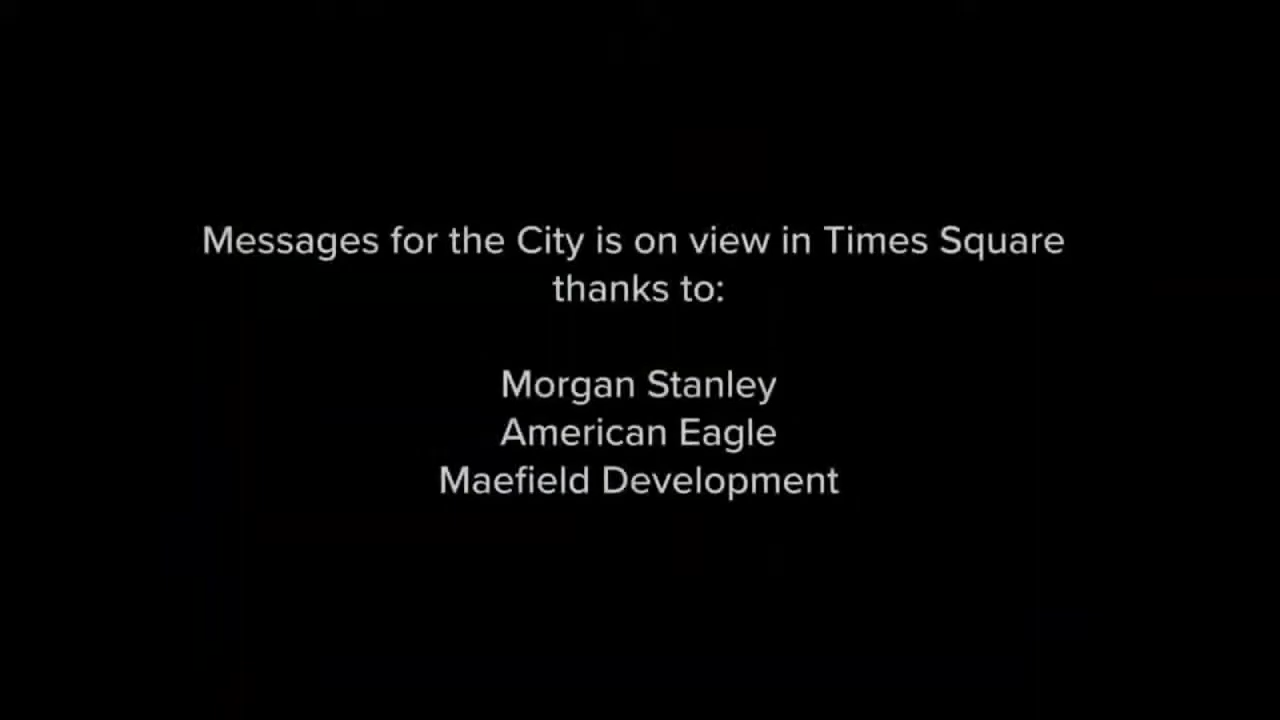 Messages for the City is on view in Times Square
thanks to:
Morgan Stanley
American Eagle
Maefield Development